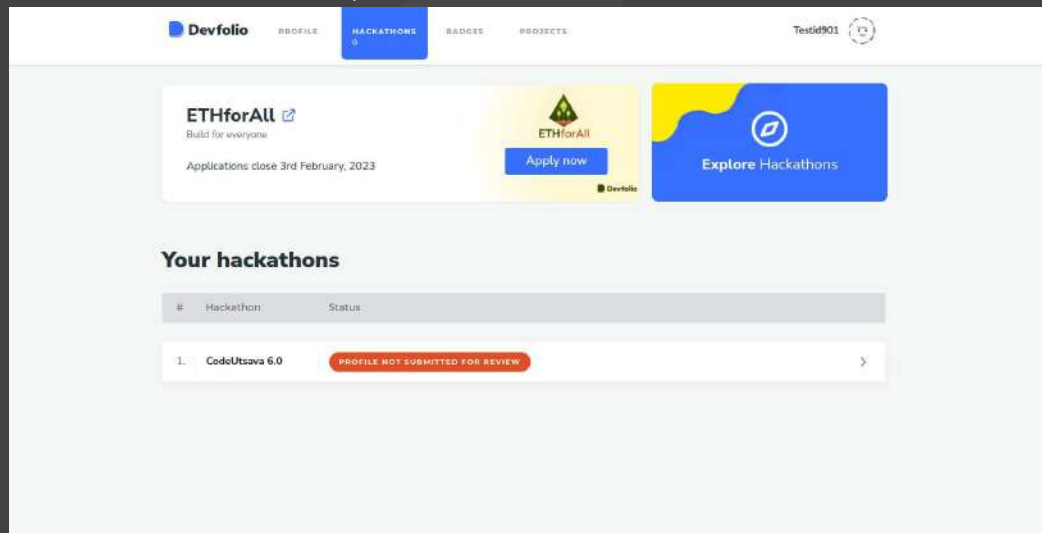 Devfolio
PROFILE
HACKATHONS
0
BADGES
PROJECTS
Testid901
ETHforAll
Build for everyone
Applications close 3rd February, 2023
ETHforAll
Apply now
Devfolio
Explore Hackathons
Your hackathons
# Hackathon Status
1. CodeUtsava 6.0 PROFILE NOT SUBMITTED FOR REVIEW